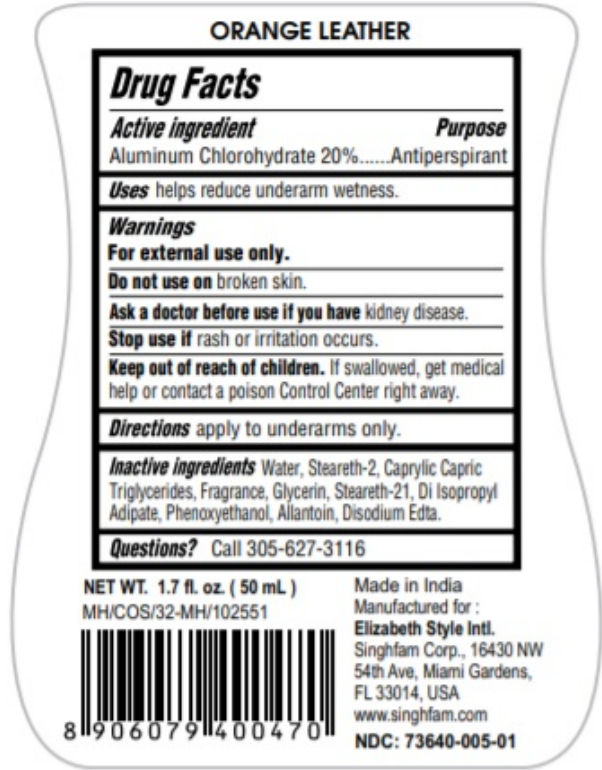 ORANGE LEATHER
Drug Facts
Active ingredient Purpose
Aluminum Chlorohydrate 20%......Antiperspirant
Uses helps reduce underarm wetness.
Warnings
For external use only.
Do not use on broken skin.
Ask a doctor before use if you have kidney disease.
Stop use if rash or irritation occurs.
Keep out of reach of children. If swallowed, get medical
help or contact a poison Control Center right away.
Directions apply to underarms only.
Inactive ingredients Water, Steareth-2, Caprylic Capric
Triglycerides, Fragrance, Glycerin, Steareth-21, Di Isopropyl
Adipate, Phenoxyethanol, Allantoin, Disodium Edta.
Questions? Call 305-627-3116
NET WT. 1.7 fl. oz. ( 50 mL )
MH/COS/32-MH/102551
8 906079 400470
Made in India
Manufactured for :
Elizabeth Style Intl.
Singhfam Corp., 16430 NW
54th Ave, Miami Gardens,
FL 33014, USA
www.singhfam.com
NDC: 73640-005-01